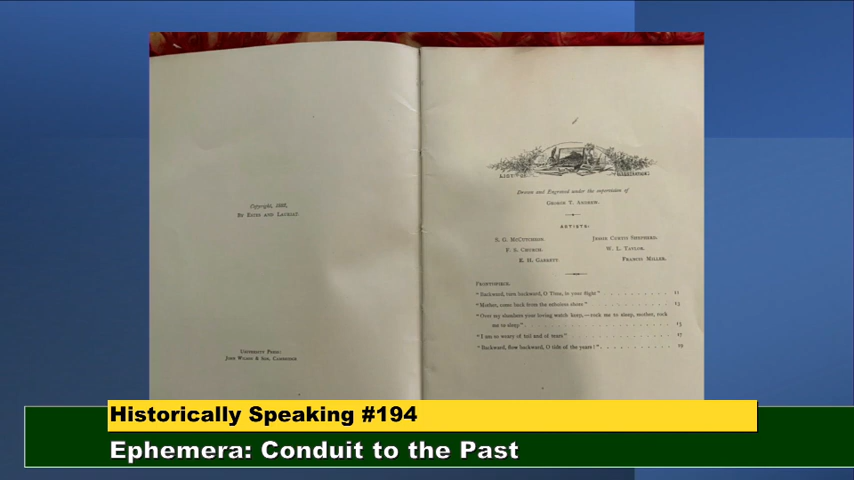 Copyright, 1882,
BY ESTES AND LAURIAT
UNIVERSITY PRESS:
JOHN WILSON & SON, CAMBRIDGE
LIST OF
ILLUSTRATIONS
Drawn and Engraved under the supervision of
GEORGE T. ANDREW.
ARTISTS:
S. G. MCCUTCHEON. JESSIE CURTIS SHEPHERD.
F. S. CHURCH. W. L. TAYLOR.
E. H. GARRETT. FRANCIS MILLER.
FRONTISPIECE.
"Backward, turn backward, O Time, in your flight" . . . . . . . . . 11
"Mother, come back from the echoless shore" . . . . . . . . . . 13
"Over my slumbers your loving watch keep,—rock me to sleep, mother, rock
me to sleep" . . . . . . . . . . . . . . . . . 15
"I am so weary of toil and of tears" . . . . . . . . . . . . . 17
"Backward, flow backward, O tide of the years!" . . . . . . . . . 19
Historically Speaking #194
Ephemera: Conduit to the Past